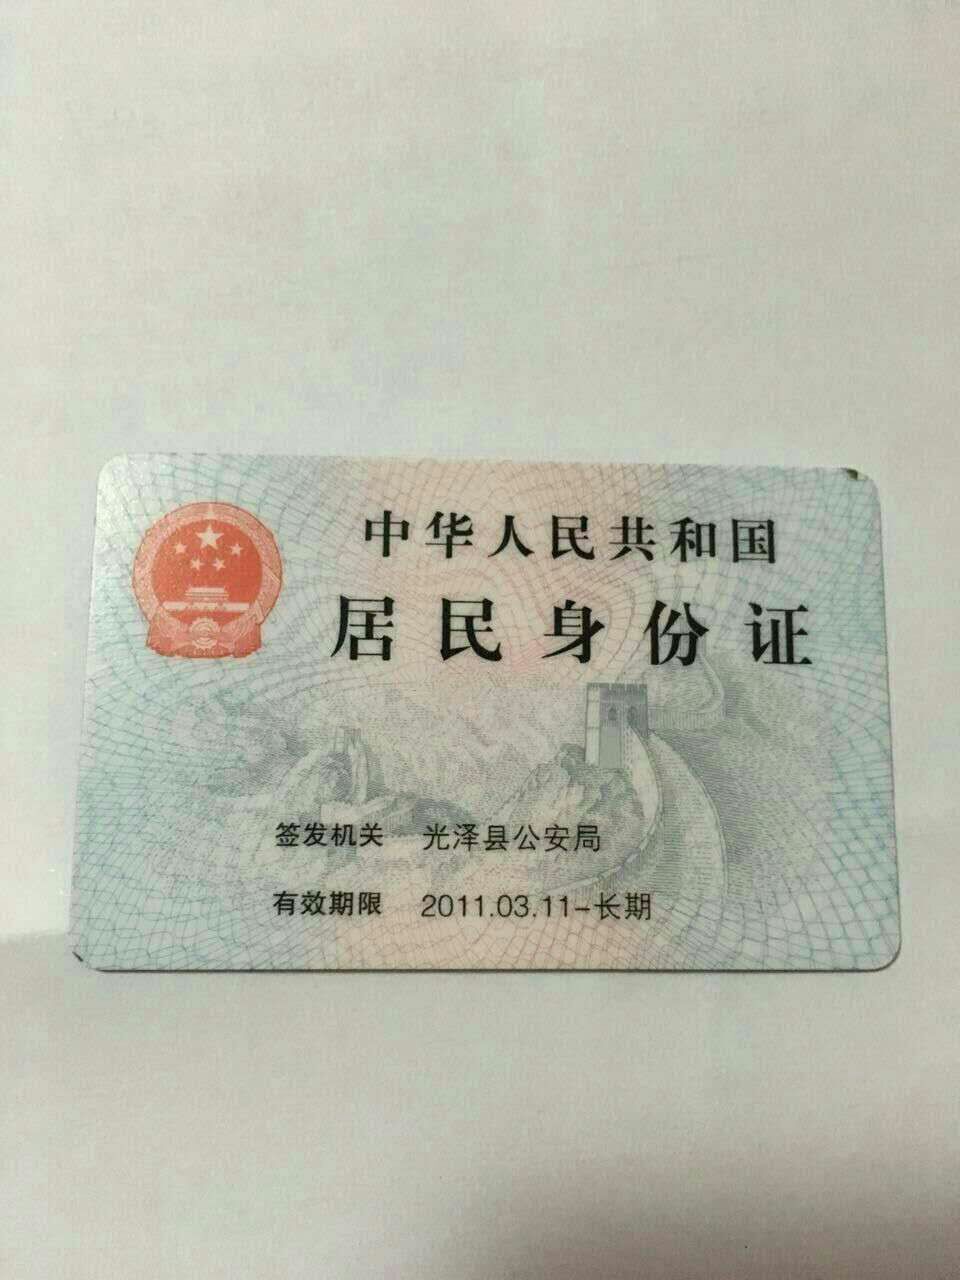 中华人民共和国
居民身份证
签发机关 光泽县公安局
有效期限 2011.03.11-长期